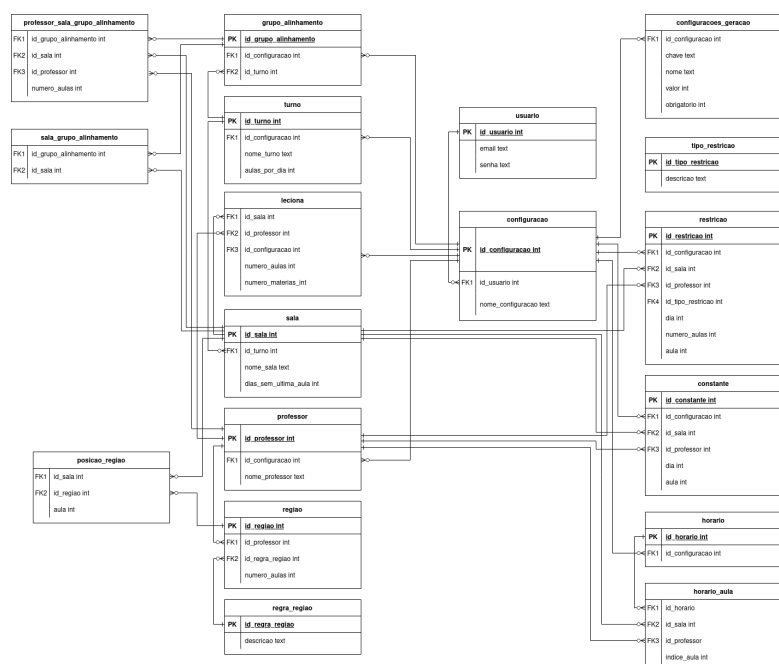 professor_sala_grupo_alinhamento
FK1 id_grupo_alinhamento int
FK2 id_sala int
FK3 id_professor int
numero_aulas int
sala_grupo_alinhamento
FK1 id_grupo_alinhamento int
FK2 id_sala int
posicao_regiao
FK1 id_sala int
FK2 id_regiao int
aula int
grupo_alinhamento
PK id_grupo_alinhamento
FK1 id_configuracao int
FK2 id_turno int
turno
PK id_turno int
FK1 id_configuracao int
nome_turno text
aulas_por_dia int
leciona
FK1 id_sala int
FK2 id_professor int
FK3 id_configuracao int
numero_aulas int
numero_materias_int
sala
PK id_sala int
FK1 id_turno int
nome_sala text
dias_sem_ultima_aula int
professor
PK id_professor int
FK1 id_configuracao int
nome_professor text
regiao
PK id_regiao int
FK1 id_professor int
FK2 id_regra_regiao int
numero_aulas int
regra_regiao
PK id_regra_regiao
descricao text
usuario
PK id_usuario int
email text
senha text
configuracao
PK id_configuracao int
FK1 id_usuario int
nome_configuracao text
configuracoes_geracao
FK1 id_configuracao int
chave text
nome text
valor int
obrigatorio int
tipo_restricao
PK id_tipo_restricao
descricao text
restricao
PK id_restricao int
FK1 id_configuracao int
FK2 id_sala int
FK3 id_professor int
FK4 id_tipo_restricao int
dia int
numero_aulas int
aula int
constante
PK id_constante int
FK1 id_configuracao int
FK2 id_sala int
FK3 id_professor int
dia int
aula int
horario
PK id_horario int
FK1 id_configuracao int
horario_aula
FK1 id_horario
FK2 id_sala int
FK3 id_professor
indice_aula int